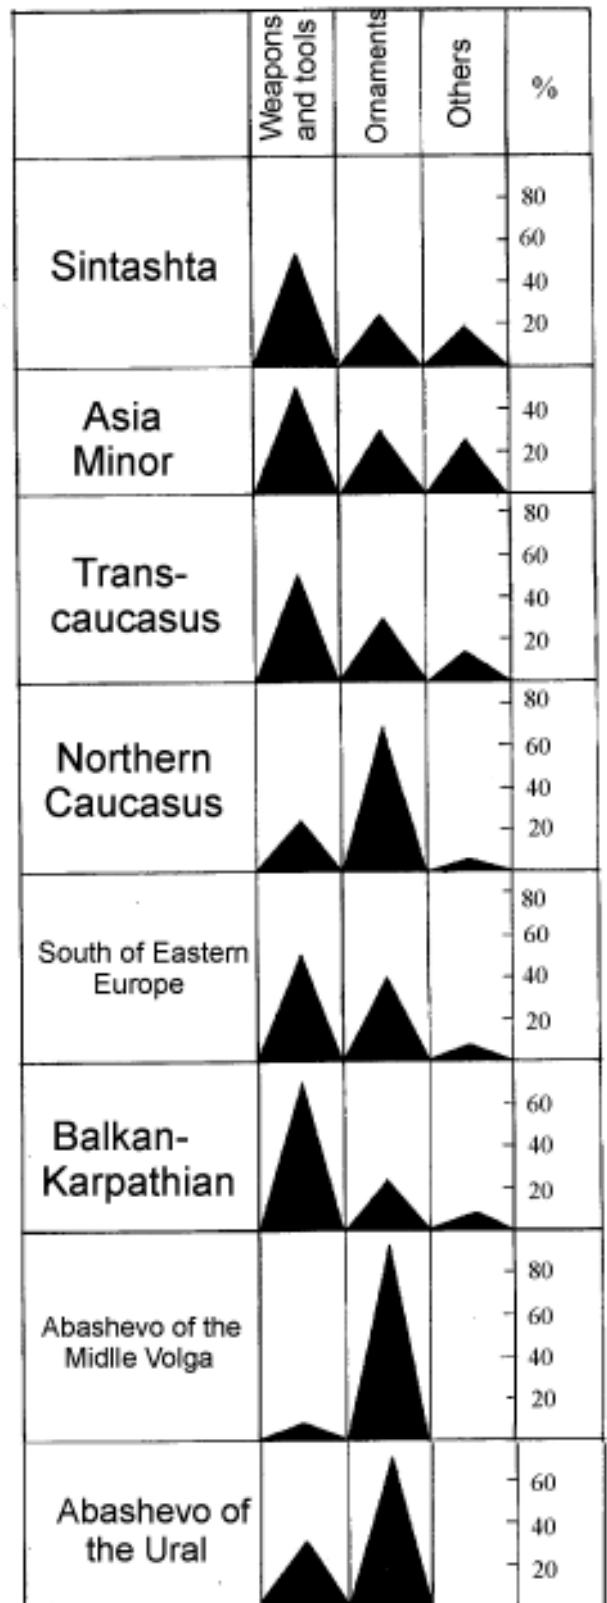 Weapons
and tools
Ornaments
Others
%
Sintashta
80
60
40
20
Asia
Minor
40
20
Trans-
caucasus
80
60
40
20
Northern
Caucasus
80
60
40
20
South of Eastern
Europe
80
60
40
20
Balkan-
Karpathian
60
40
20
Abashevo of the
Midlle Volga
80
60
40
20
Abashevo of
the Ural
60
40
20